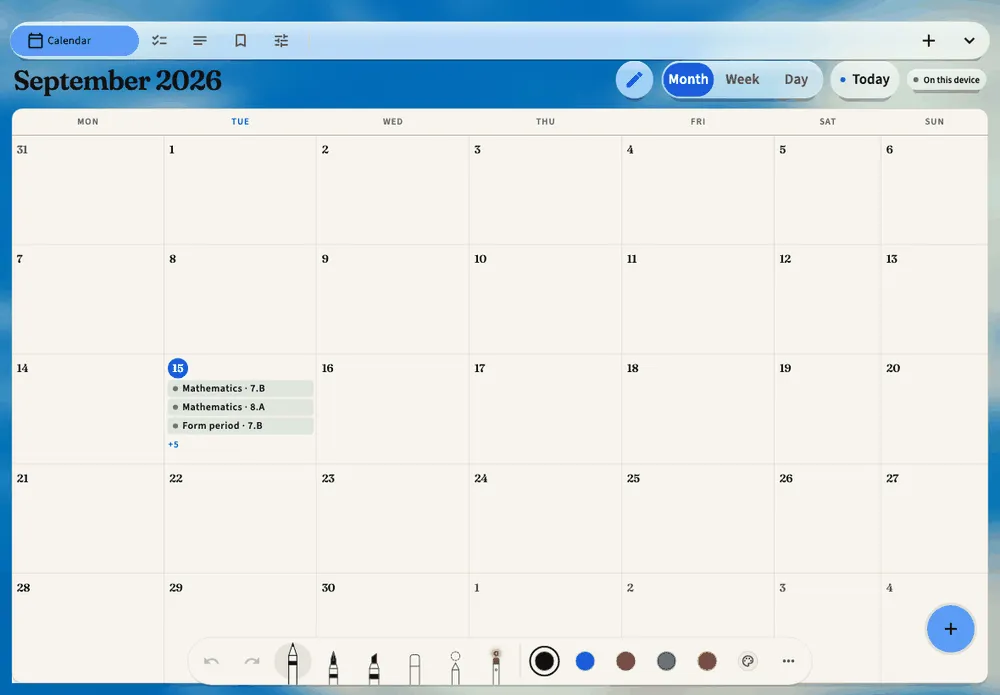 Calendar
September 2026
Month Week Day Today On this device
MON TUE WED THU FRI SAT SUN
31 1 2 3 4 5 6
7 8 9 10 11 12 13
14 15 16 17 18 19 20
Mathematics · 7.B
Mathematics · 8.A
Form period · 7.B
+5
21 22 23 24 25 26 27
28 29 30 1 2 3 4